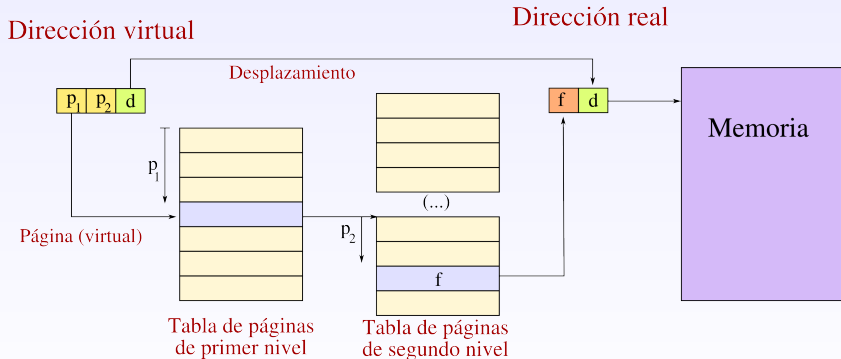 Dirección virtual
Dirección real
Desplazamiento
p1 p2 d
f d
Memoria
p1
(...)
Página (virtual)
p2
f
Tabla de páginas
de primer nivel
Tabla de páginas
de segundo nivel